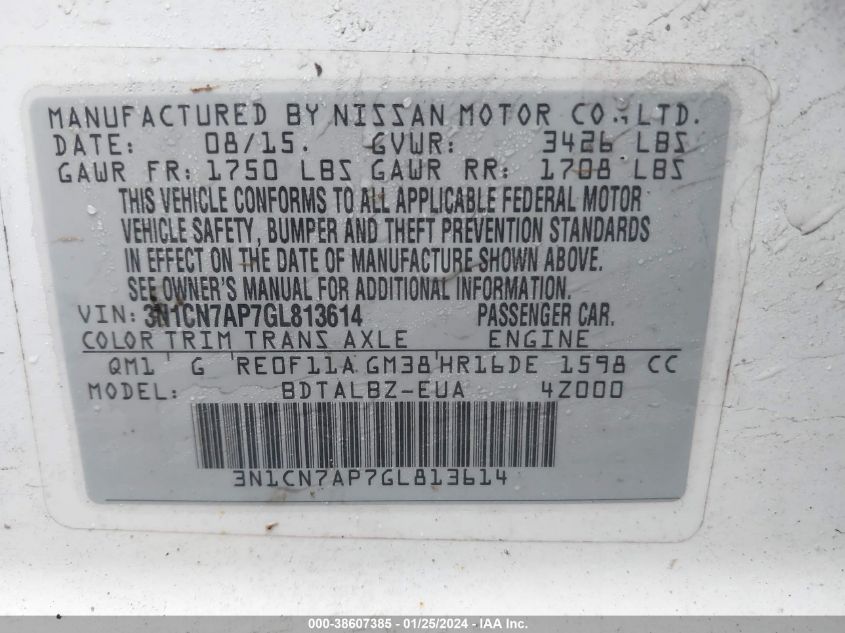 MANUFACTURED BY NISSAN MOTOR CO., LTD.
DATE: 08/15. GVWR: 3426 LBS
GAWR FR: 1750 LBS GAWR RR: 1708 LBS
THIS VEHICLE CONFORMS TO ALL APPLICABLE FEDERAL MOTOR
VEHICLE SAFETY, BUMPER AND THEFT PREVENTION STANDARDS
IN EFFECT ON THE DATE OF MANUFACTURE SHOWN ABOVE.
SEE OWNER'S MANUAL FOR ADDITIONAL INFORMATION.
VIN: 3N1CN7AP7GL813614 PASSENGER CAR.
COLOR TRIM TRANS AXLE ENGINE
QM1 G RE0F11A GM38 HR16DE 1598 CC
MODEL: BDTALBZ-EUA 4Z000
3N1CN7AP7GL813614
000-38607385 - 01/25/2024 - IAA Inc.